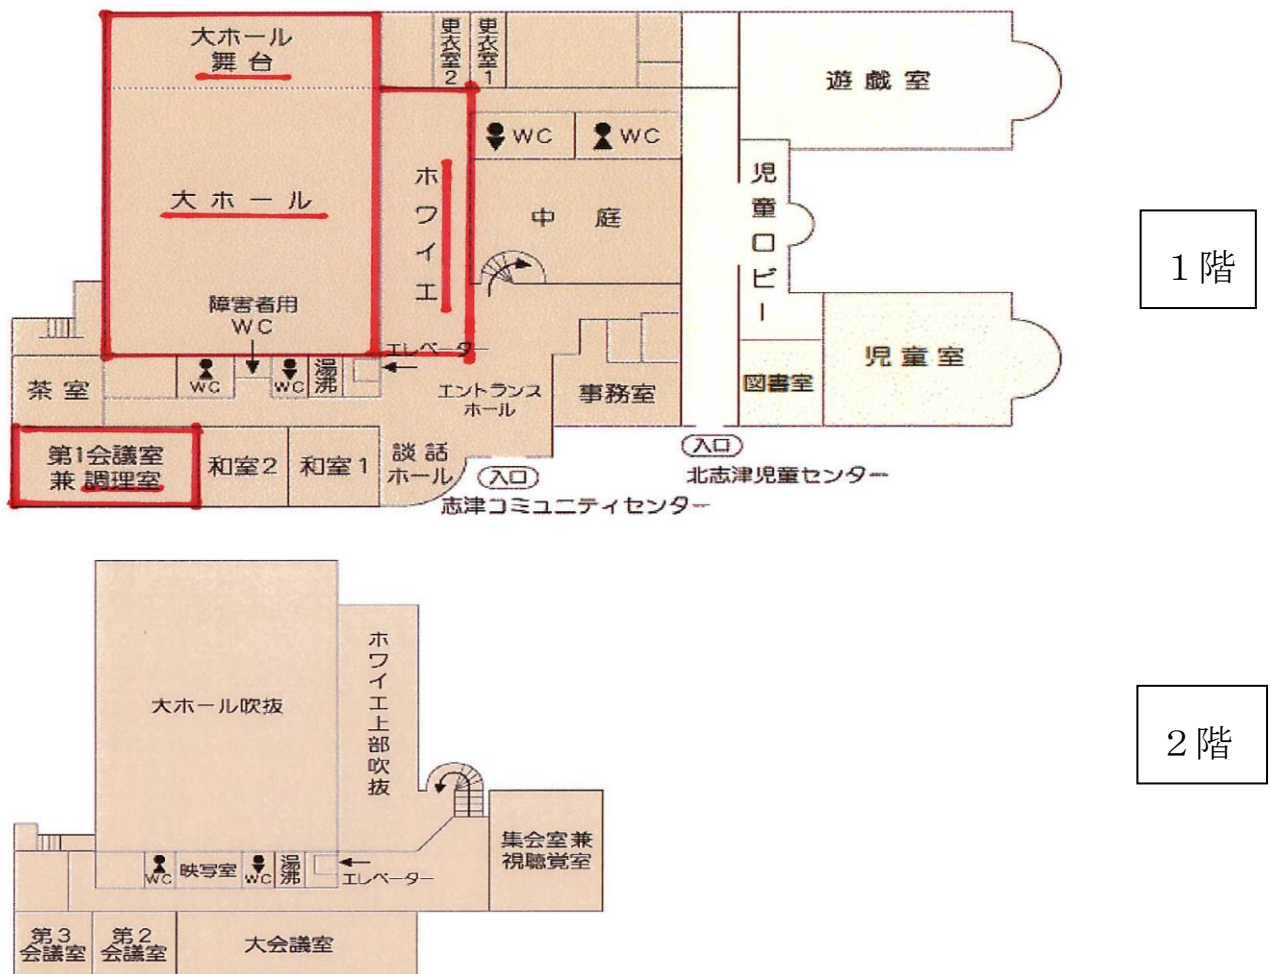 大ホール
舞台
更衣室2
更衣室1
遊戯室
WC
WC
ホワイエ
児童ロビー
大ホール
中庭
1階
障害者用
WC
エレベーター
児童室
茶室
WC
WC
湯沸
エントランス
ホール
事務室
図書室
第1会議室
兼 調理室
和室2
和室1
談話
ホール
入口
志津コミュニティセンター
入口
北志津児童センター
ホワイエ上部吹抜
大ホール吹抜
2階
集会室兼
視聴覚室
WC
映写室
WC
湯沸
エレベーター
第3
会議室
第2
会議室
大会議室